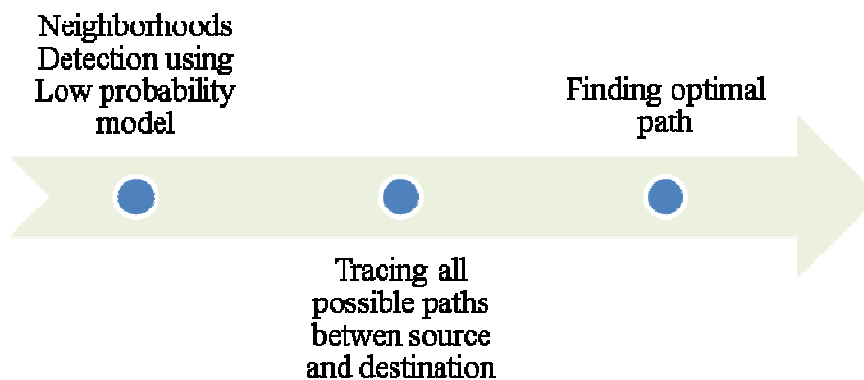 Neighborhoods
Detection using
Low probability
model
Tracing all
possible paths
betwen source
and destination
Finding optimal
path